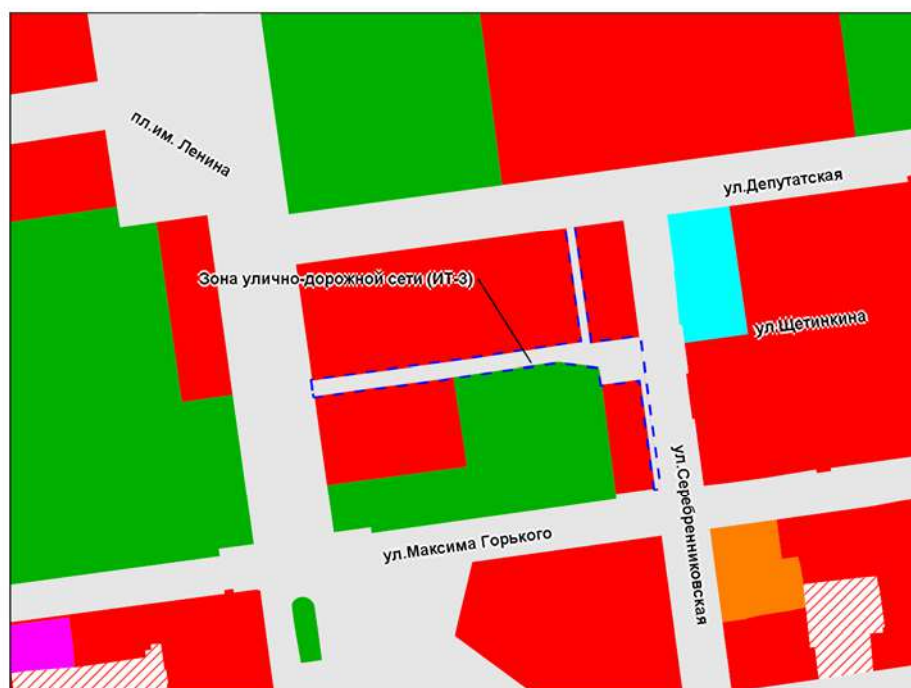 пл.им. Ленина
ул.Депутатская
Зона улично-дорожной сети (ИТ-3)
ул.Щетинкина
ул.Серебренниковская
ул.Максима Горького